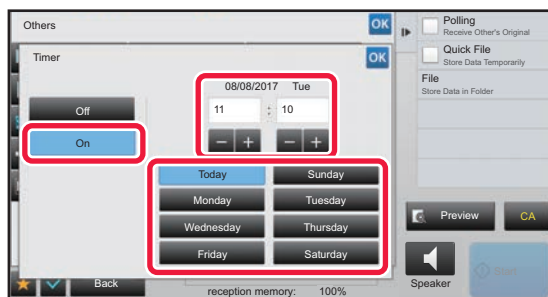 Others
OK
Timer
OK
08/08/2017 Tue
11 : 10
Off
On
Today
Sunday
Monday
Tuesday
Wednesday
Thursday
Friday
Saturday
Back
reception memory: 100%
Polling
Receive Other's Original
Quick File
Store Data Temporarily
File
Store Data in Folder
Preview
CA
Speaker
Start